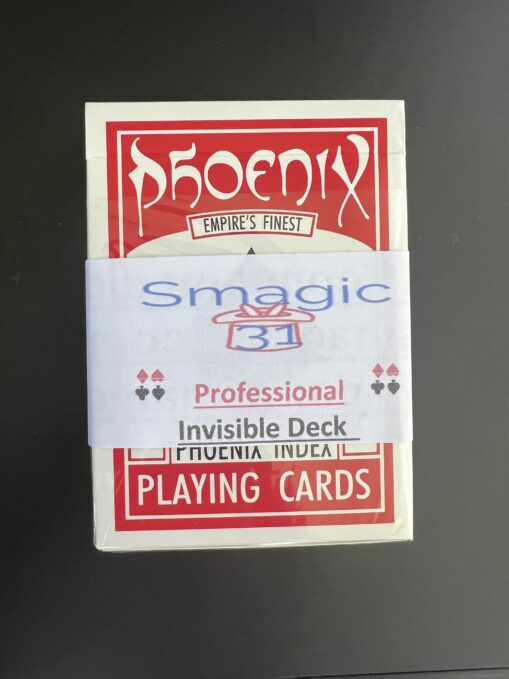 PHOENIX
EMPIRE'S FINEST
Smagic
31
Professional
Invisible Deck
PHOENIX INDEX
PLAYING CARDS